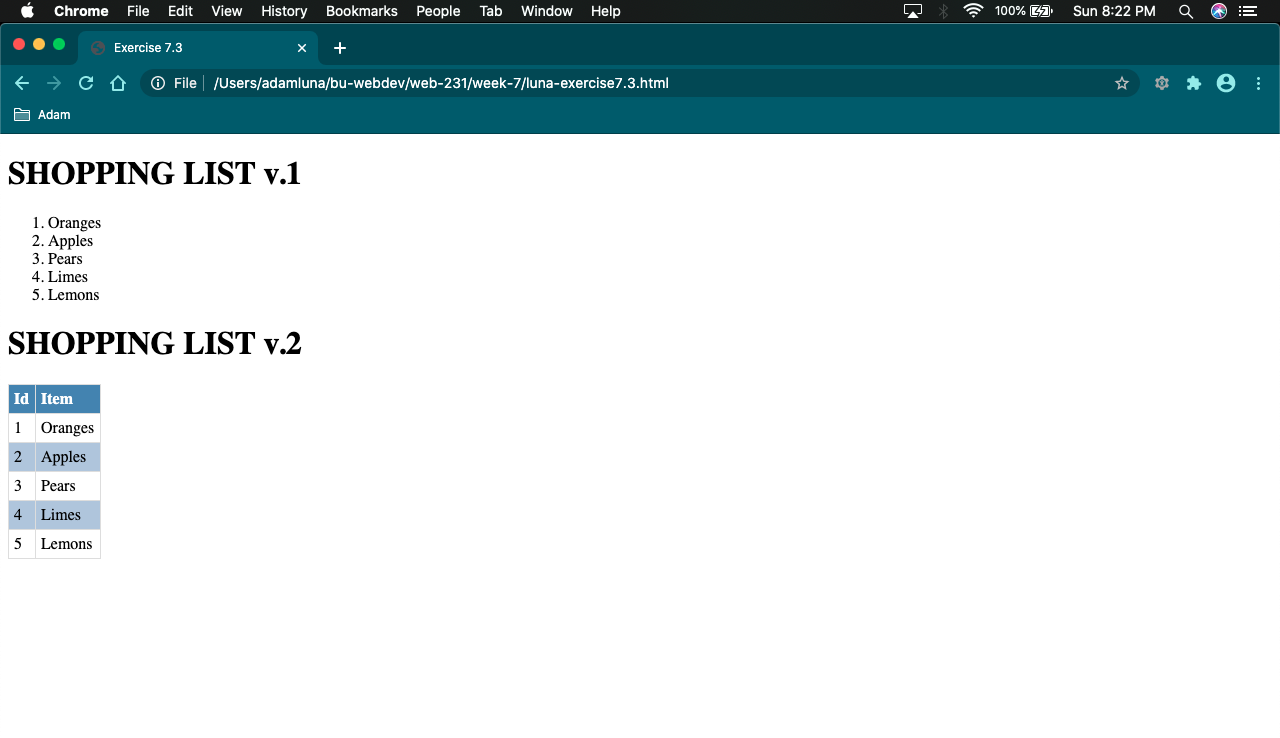 Chrome File Edit View History Bookmarks People Tab Window Help 100% Sun 8:22 PM
Exercise 7.3
File /Users/adamluna/bu-webdev/web-231/week-7/luna-exercise7.3.html
Adam
SHOPPING LIST v.1
1. Oranges
2. Apples
3. Pears
4. Limes
5. Lemons
SHOPPING LIST v.2
Id Item
1 Oranges
2 Apples
3 Pears
4 Limes
5 Lemons